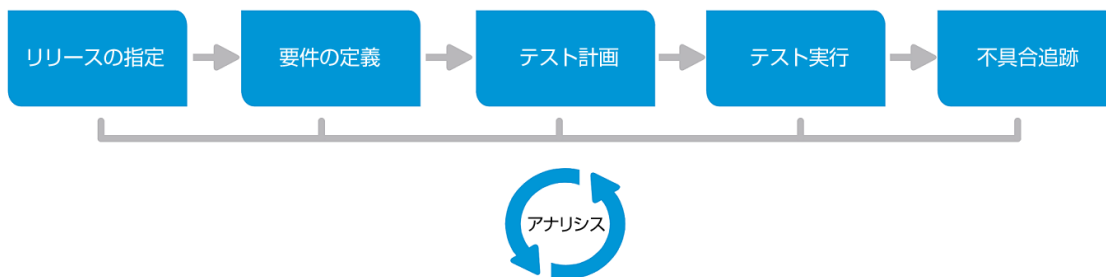 リリースの指定
要件の定義
テスト計画
テスト実行
不具合追跡
アナリシス